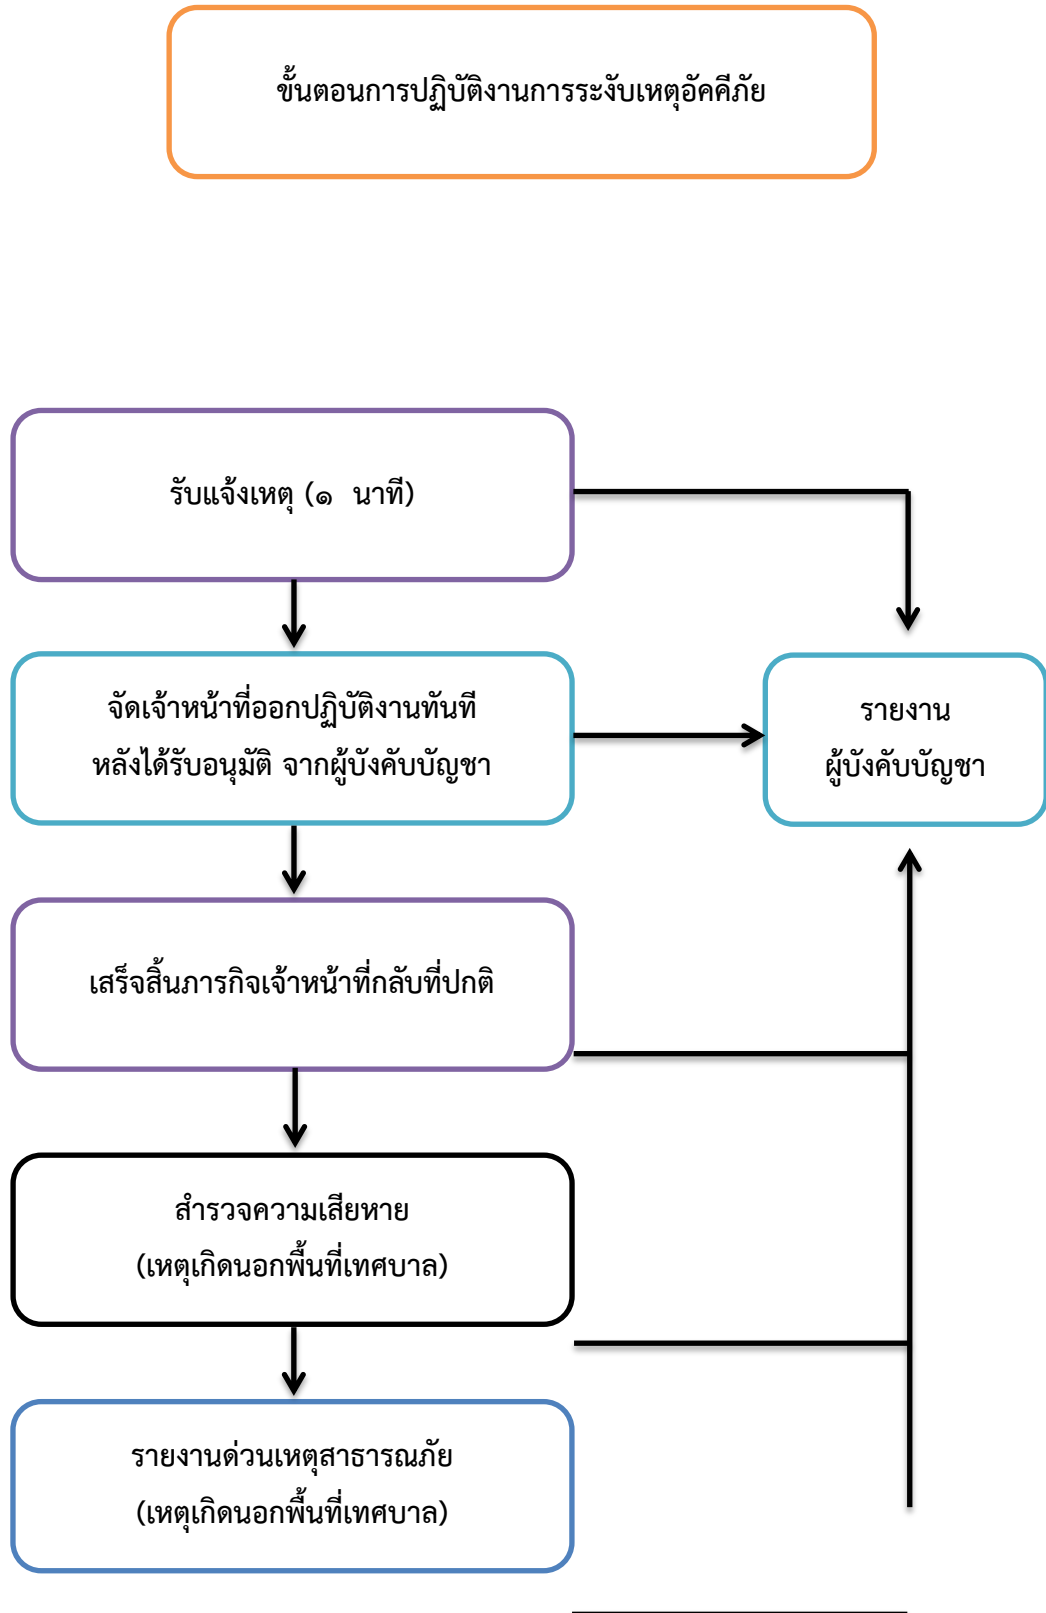 ขั้นตอนการปฏิบัติงานการระงับเหตุอัคคีภัย
รับแจ้งเหตุ (๑ นาที)
จัดเจ้าหน้าที่ออกปฏิบัติงานทันที
หลังได้รับอนุมัติ จากผู้บังคับบัญชา
รายงาน
ผู้บังคับบัญชา
เสร็จสิ้นภารกิจเจ้าหน้าที่กลับที่ปกติ
สำรวจความเสียหาย
(เหตุเกิดนอกพื้นที่เทศบาล)
รายงานด่วนเหตุสาธารณภัย
(เหตุเกิดนอกพื้นที่เทศบาล)